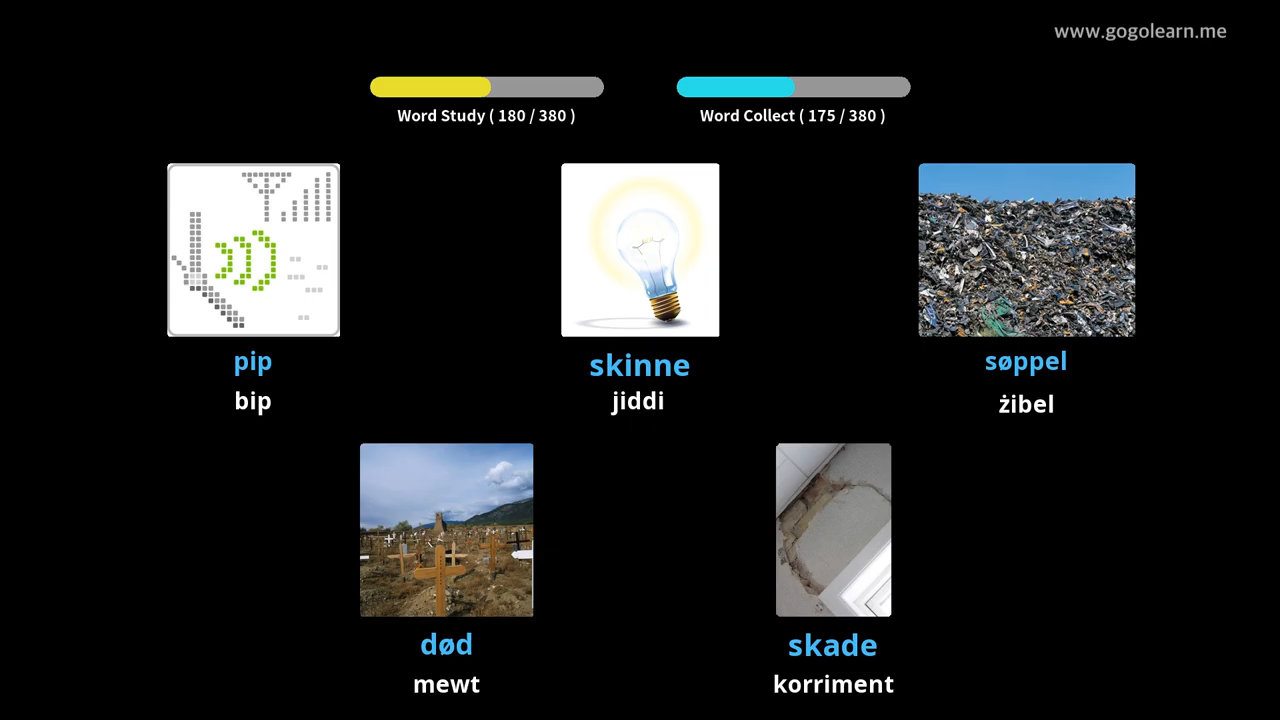 www.gogolearn.me
Word Study ( 180 / 380 )
Word Collect ( 175 / 380 )
pip
bip
skinne
jiddi
søppel
żibel
død
mewt
skade
korriment